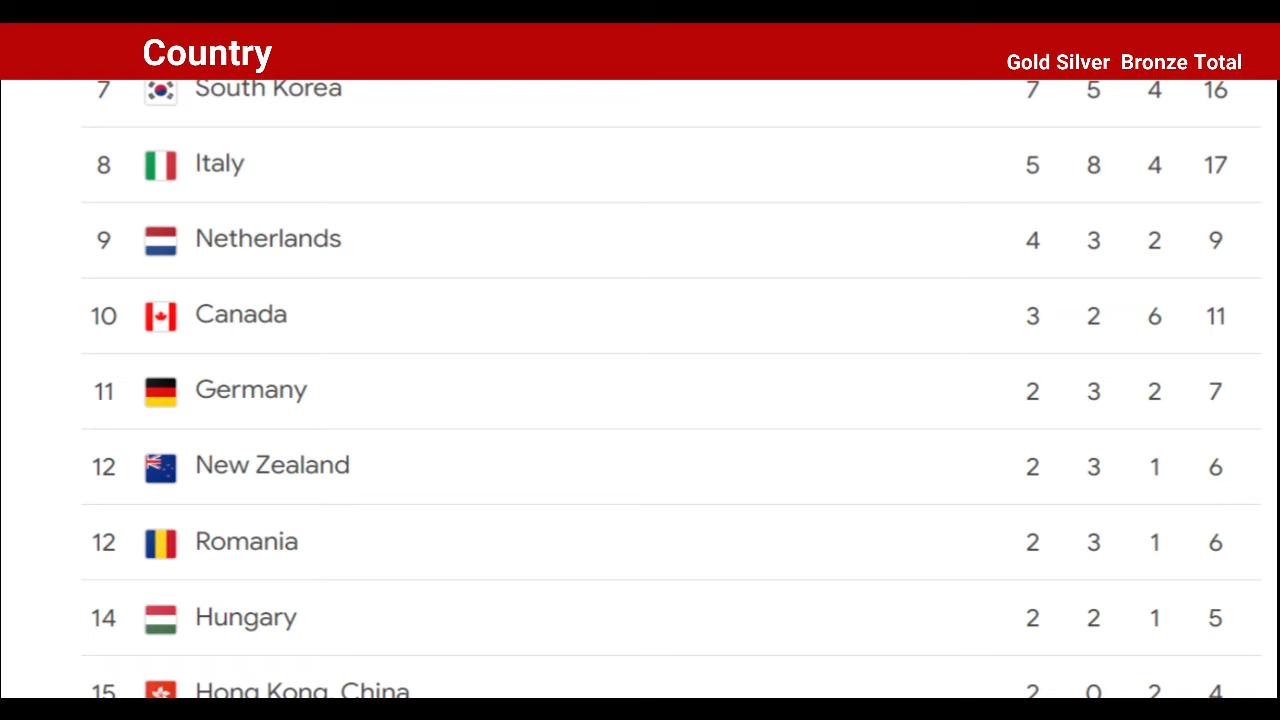 Country Gold Silver Bronze Total
7 South Korea 7 5 4 16
8 Italy 5 8 4 17
9 Netherlands 4 3 2 9
10 Canada 3 2 6 11
11 Germany 2 3 2 7
12 New Zealand 2 3 1 6
12 Romania 2 3 1 6
14 Hungary 2 2 1 5
15 Hong Kong, China 2 0 2 4